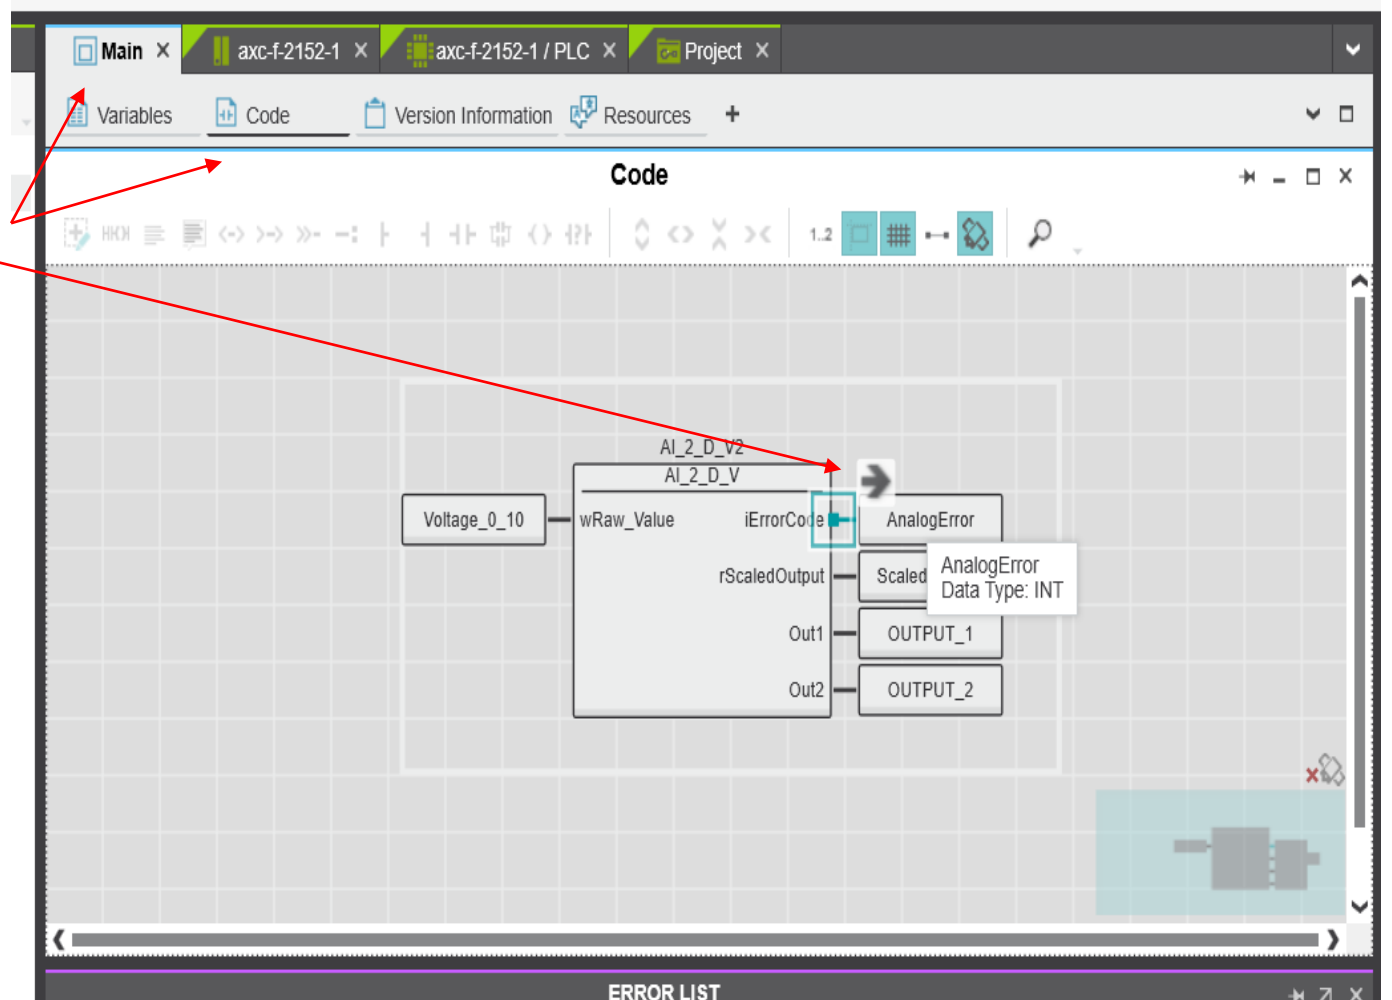 Main axc-f-2152-1 axc-f-2152-1 / PLC Project
Variables Code Version Information Resources
Code
1..2
AI_2_D_V2
AI_2_D_V
Voltage_0_10 wRaw_Value iErrorCode AnalogError
AnalogError
Data Type: INT
rScaledOutput Scaled
Out1 OUTPUT_1
Out2 OUTPUT_2
ERROR LIST